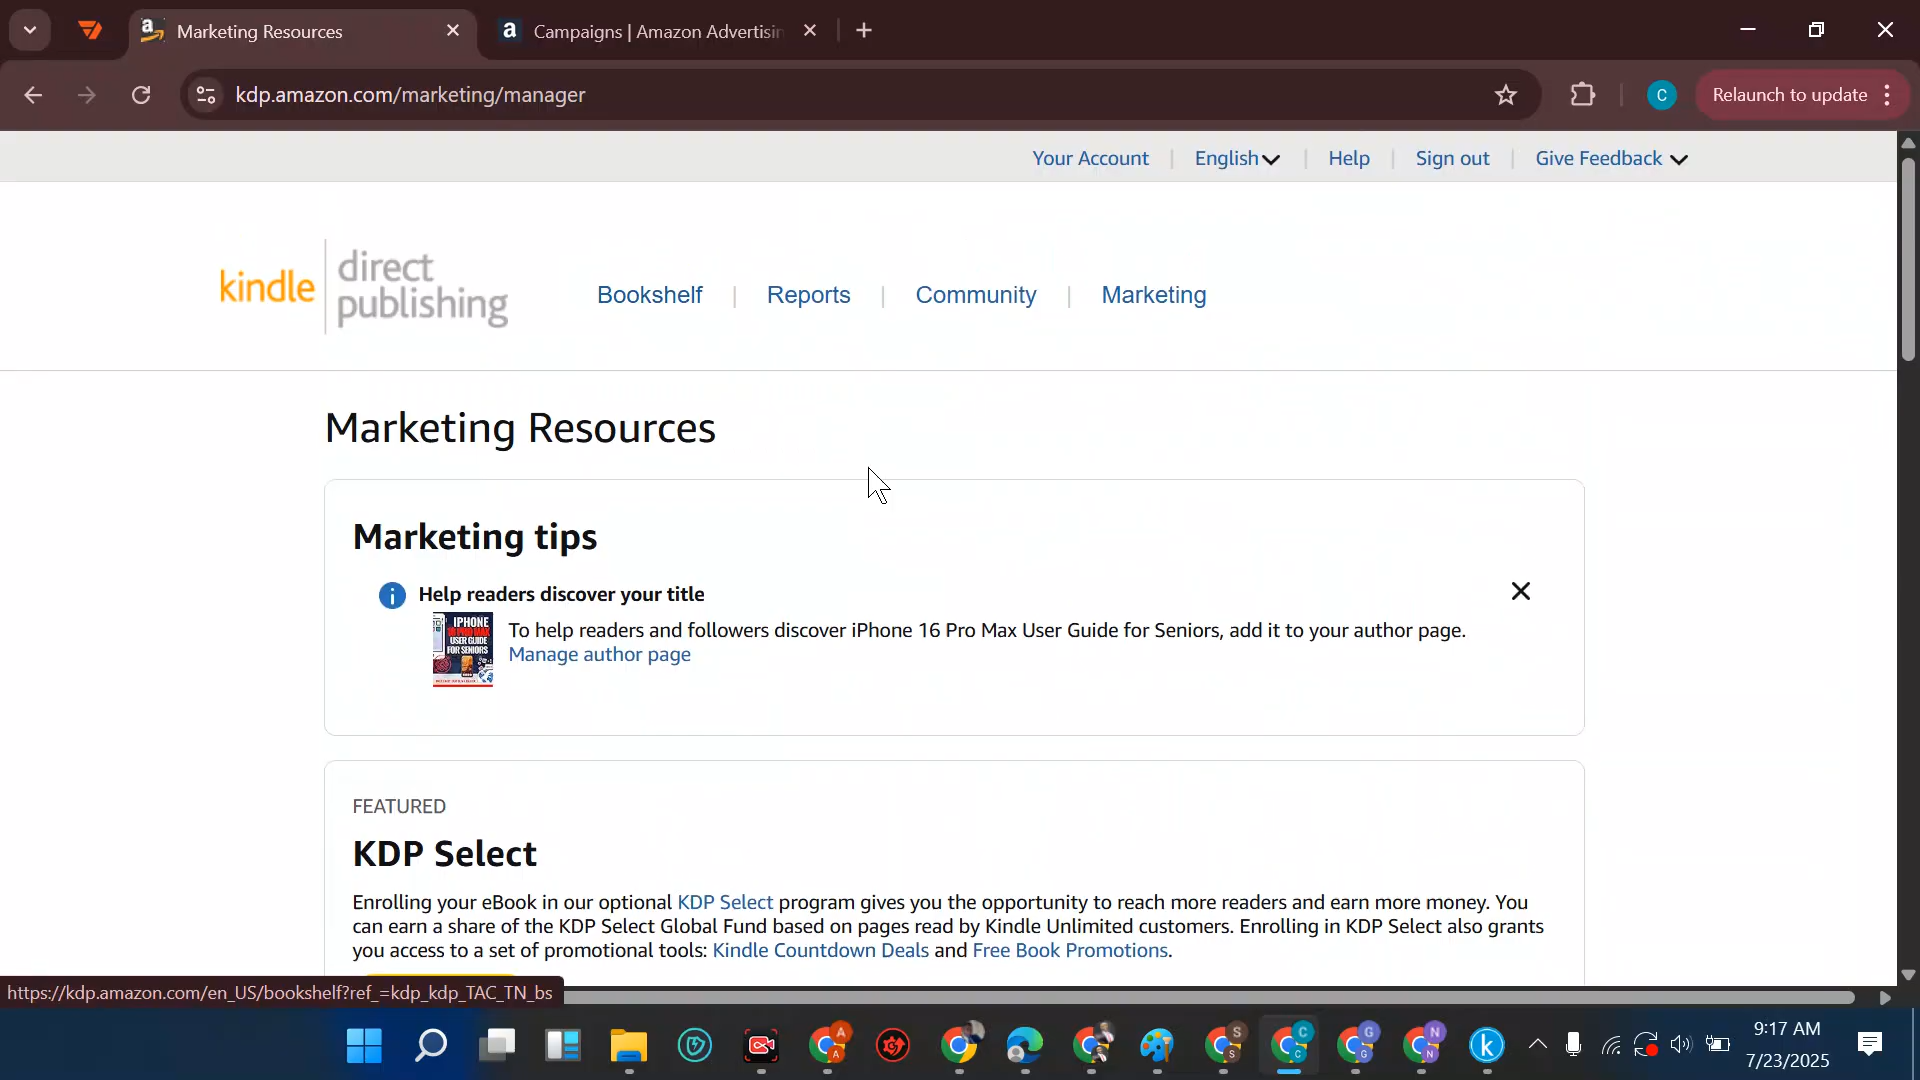 Marketing Resources
Campaigns | Amazon Advertisin
kdp.amazon.com/marketing/manager
C
Relaunch to update
Your Account | English | Help | Sign out | Give Feedback
kindle direct publishing
Bookshelf | Reports | Community | Marketing
Marketing Resources
Marketing tips
Help readers discover your title
IPHONE
16 PRO MAX
USER GUIDE
FOR SENIORS
To help readers and followers discover iPhone 16 Pro Max User Guide for Seniors, add it to your author page.
Manage author page
FEATURED
KDP Select
Enrolling your eBook in our optional KDP Select program gives you the opportunity to reach more readers and earn more money. You
can earn a share of the KDP Select Global Fund based on pages read by Kindle Unlimited customers. Enrolling in KDP Select also grants
you access to a set of promotional tools: Kindle Countdown Deals and Free Book Promotions.
https://kdp.amazon.com/en_US/bookshelf?ref_=kdp_kdp_TAC_TN_bs
9:17 AM
7/23/2025